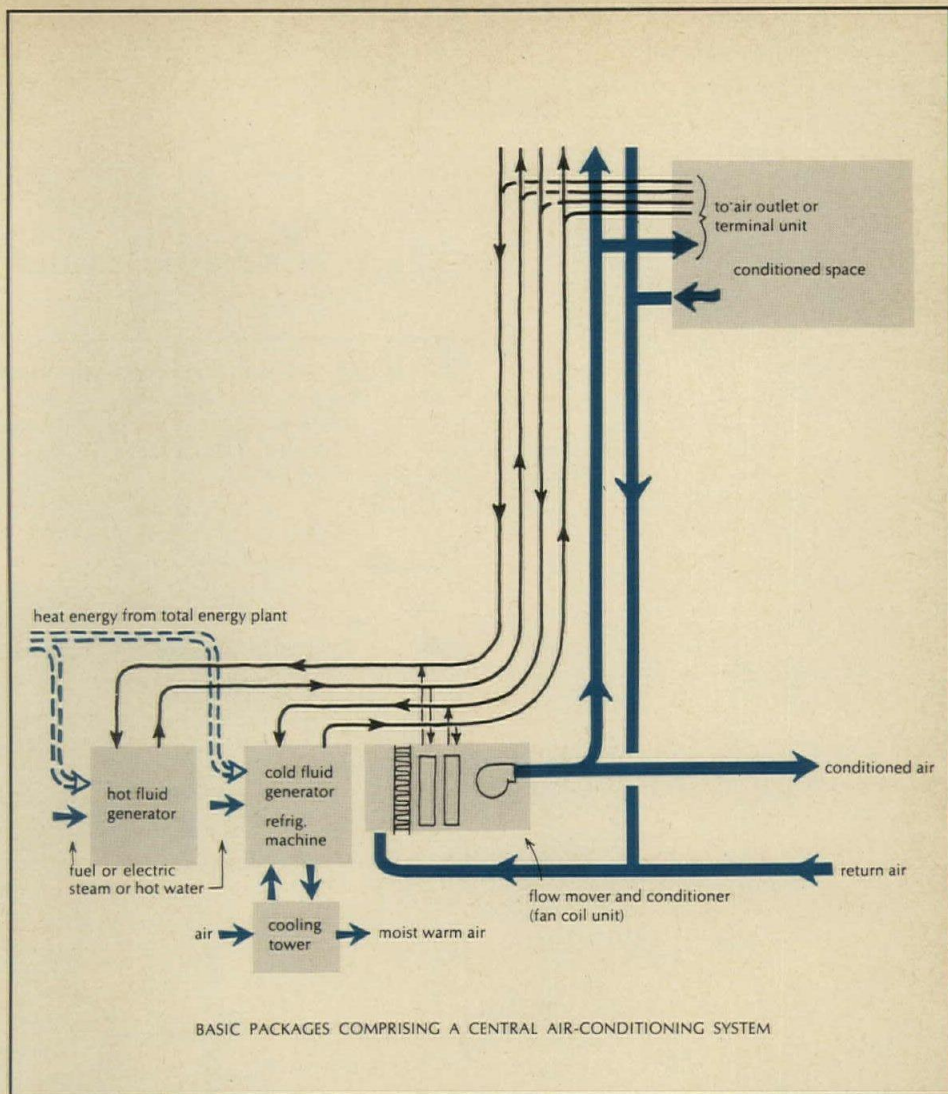 to air outlet or
terminal unit
conditioned space
heat energy from total energy plant
hot fluid
generator
cold fluid
generator
refrig.
machine
conditioned air
fuel or electric
steam or hot water
return air
flow mover and conditioner
(fan coil unit)
air
cooling
tower
moist warm air
BASIC PACKAGES COMPRISING A CENTRAL AIR-CONDITIONING SYSTEM